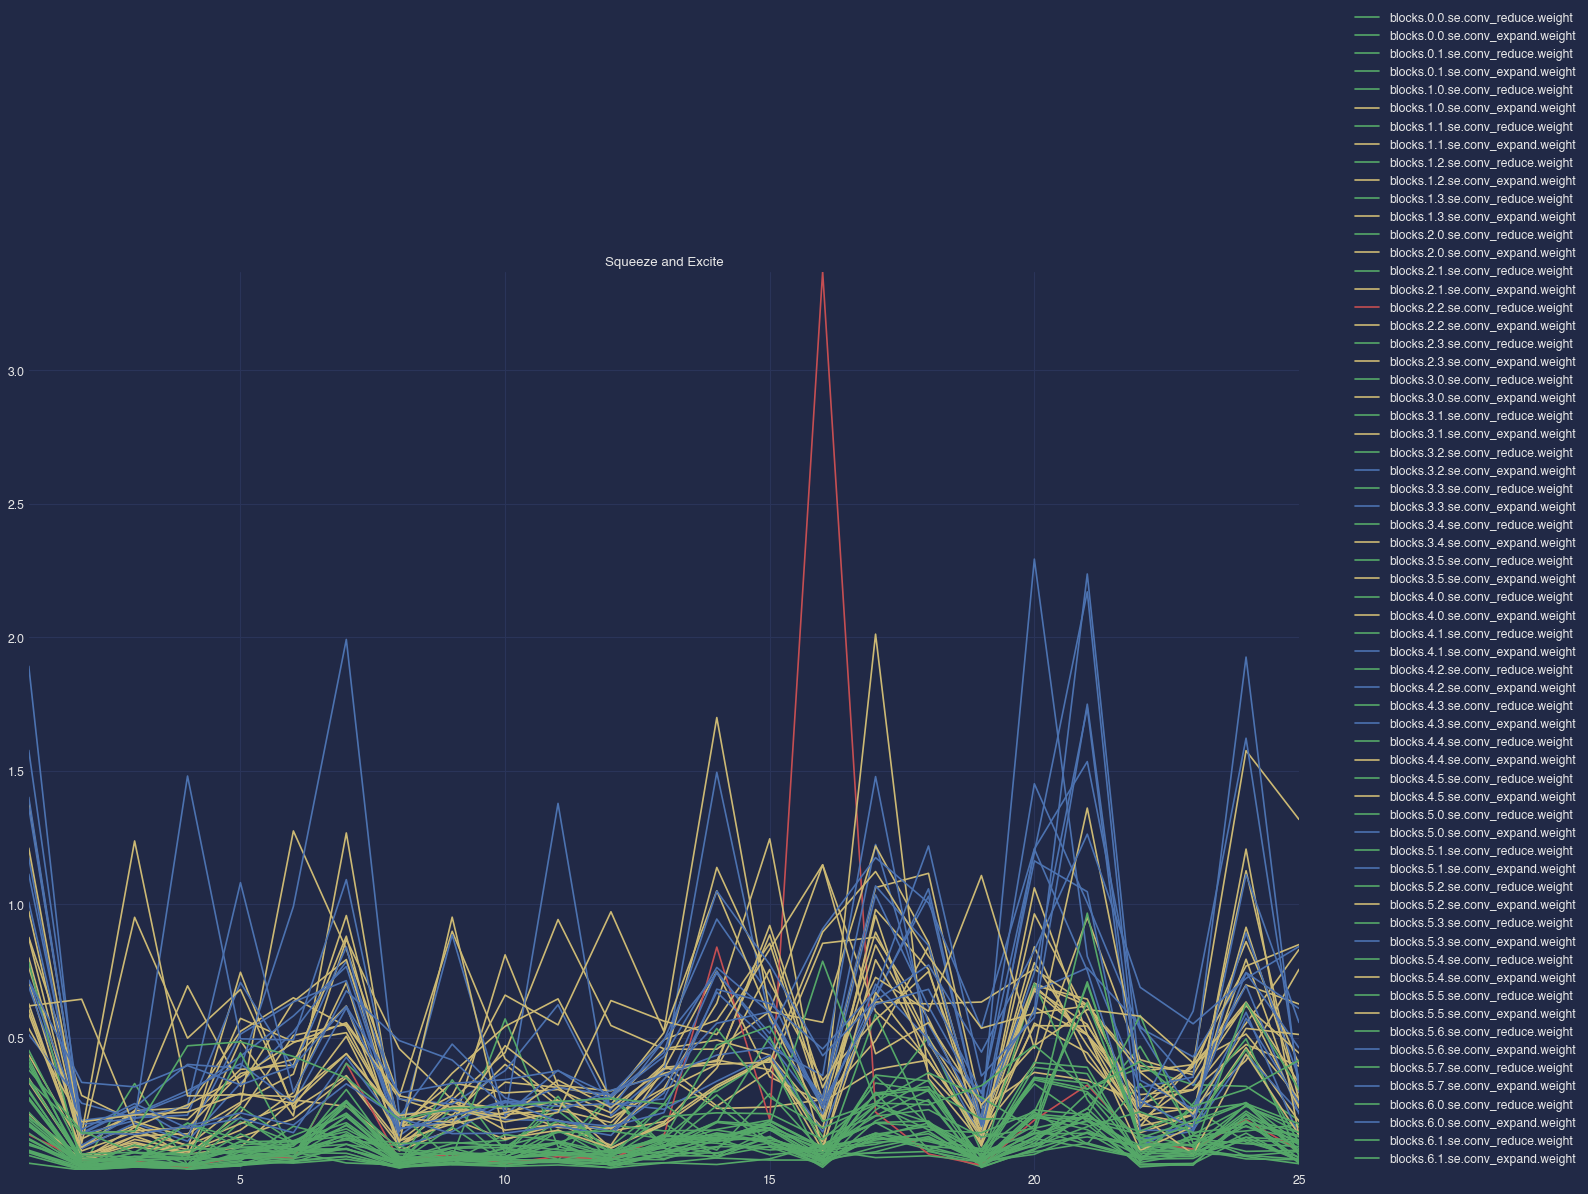 blocks.0.0.se.conv_reduce.weight
blocks.0.0.se.conv_expand.weight
blocks.0.1.se.conv_reduce.weight
blocks.0.1.se.conv_expand.weight
blocks.1.0.se.conv_reduce.weight
blocks.1.0.se.conv_expand.weight
blocks.1.1.se.conv_reduce.weight
blocks.1.1.se.conv_expand.weight
blocks.1.2.se.conv_reduce.weight
blocks.1.2.se.conv_expand.weight
blocks.1.3.se.conv_reduce.weight
blocks.1.3.se.conv_expand.weight
blocks.2.0.se.conv_reduce.weight
blocks.2.0.se.conv_expand.weight
blocks.2.1.se.conv_reduce.weight
blocks.2.1.se.conv_expand.weight
blocks.2.2.se.conv_reduce.weight
blocks.2.2.se.conv_expand.weight
blocks.2.3.se.conv_reduce.weight
blocks.2.3.se.conv_expand.weight
blocks.3.0.se.conv_reduce.weight
blocks.3.0.se.conv_expand.weight
blocks.3.1.se.conv_reduce.weight
blocks.3.1.se.conv_expand.weight
blocks.3.2.se.conv_reduce.weight
blocks.3.2.se.conv_expand.weight
blocks.3.3.se.conv_reduce.weight
blocks.3.3.se.conv_expand.weight
blocks.3.4.se.conv_reduce.weight
blocks.3.4.se.conv_expand.weight
blocks.3.5.se.conv_reduce.weight
blocks.3.5.se.conv_expand.weight
blocks.4.0.se.conv_reduce.weight
blocks.4.0.se.conv_expand.weight
blocks.4.1.se.conv_reduce.weight
blocks.4.1.se.conv_expand.weight
blocks.4.2.se.conv_reduce.weight
blocks.4.2.se.conv_expand.weight
blocks.4.3.se.conv_reduce.weight
blocks.4.3.se.conv_expand.weight
blocks.4.4.se.conv_reduce.weight
blocks.4.4.se.conv_expand.weight
blocks.4.5.se.conv_reduce.weight
blocks.4.5.se.conv_expand.weight
blocks.5.0.se.conv_reduce.weight
blocks.5.0.se.conv_expand.weight
blocks.5.1.se.conv_reduce.weight
blocks.5.1.se.conv_expand.weight
blocks.5.2.se.conv_reduce.weight
blocks.5.2.se.conv_expand.weight
blocks.5.3.se.conv_reduce.weight
blocks.5.3.se.conv_expand.weight
blocks.5.4.se.conv_reduce.weight
blocks.5.4.se.conv_expand.weight
blocks.5.5.se.conv_reduce.weight
blocks.5.5.se.conv_expand.weight
blocks.5.6.se.conv_reduce.weight
blocks.5.6.se.conv_expand.weight
blocks.5.7.se.conv_reduce.weight
blocks.5.7.se.conv_expand.weight
blocks.6.0.se.conv_reduce.weight
blocks.6.0.se.conv_expand.weight
blocks.6.1.se.conv_reduce.weight
blocks.6.1.se.conv_expand.weight
Squeeze and Excite
3.0
2.5
2.0
1.5
1.0
0.5
5 10 15 20 25